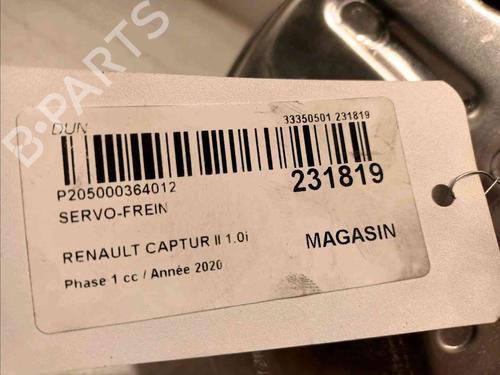 B-PARTS
DUN
33350501 231819
P205000364012
231819
SERVO-FREIN
RENAULT CAPTUR II 1.0i
MAGASIN
Phase 1 cc / Année 2020